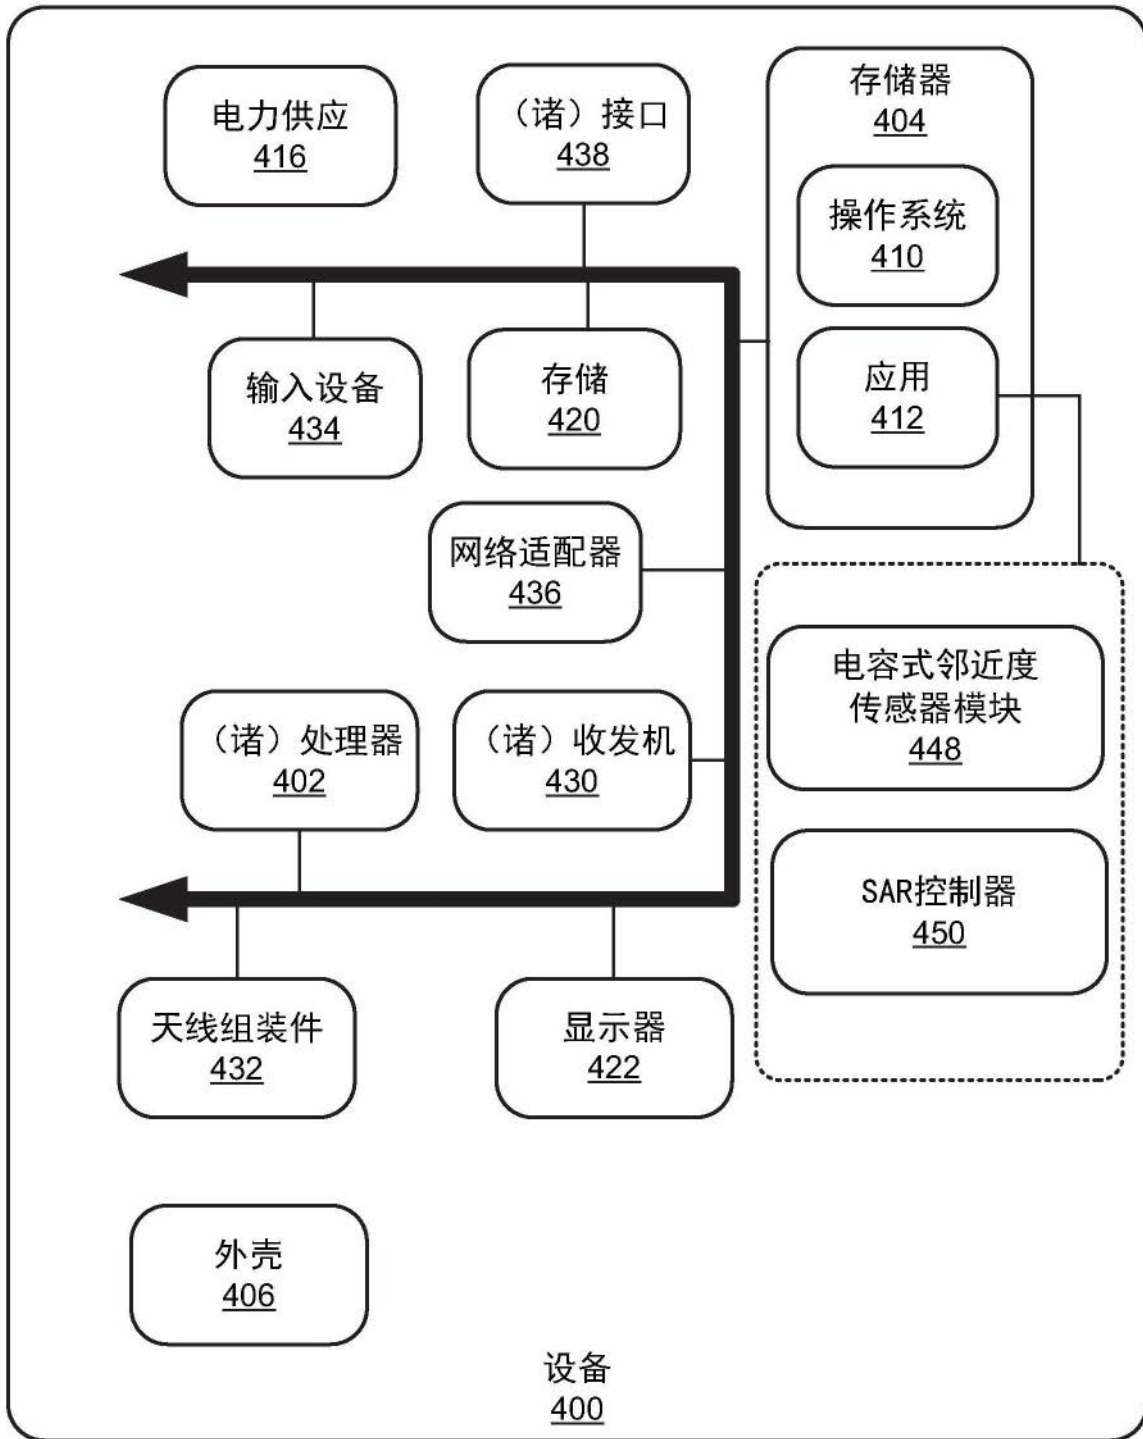 电力供应
416
（诸）接口
438
存储器
404
操作系统
410
应用
412
输入设备
434
存储
420
网络适配器
436
（诸）处理器
402
（诸）收发机
430
电容式邻近度
传感器模块
448
SAR控制器
450
天线组装件
432
显示器
422
外壳
406
设备
400